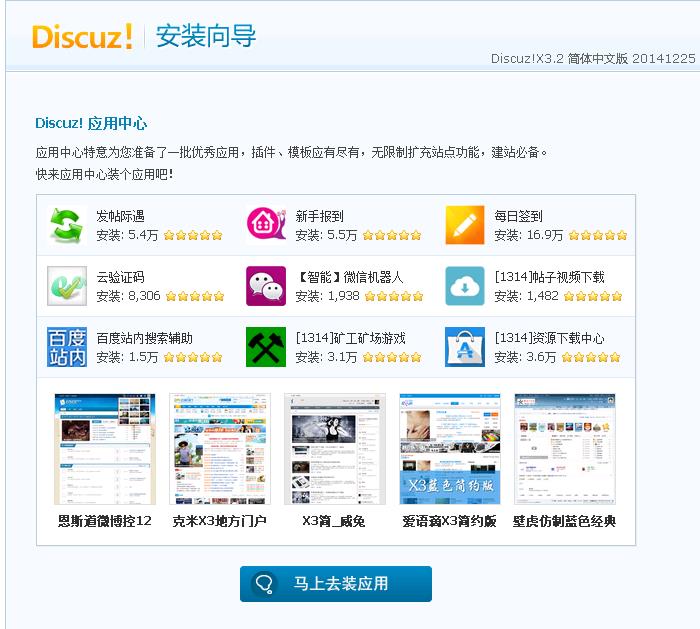 Discuz! 安装向导
Discuz!X3.2 简体中文版 20141225
Discuz! 应用中心
应用中心特意为您准备了一批优秀应用，插件、模板应有尽有，无限制扩充站点功能，建站必备。
快来应用中心装个应用吧！
发帖际遇
安装: 5.4万
新手报到
安装: 5.5万
每日签到
安装: 16.9万
云验证码
安装: 8,306
【智能】微信机器人
安装: 1,938
[1314]帖子视频下载
安装: 1,482
百度
站内
百度站内搜索辅助
安装: 1.5万
[1314]矿工矿场游戏
安装: 3.1万
[1314]资源下载中心
安装: 3.6万
X3蓝色简约版
恩斯道微博控12
克米X3地方门户
X3简_咸兔
爱语滴X3简约版
壁虎仿制蓝色经典
马上去装应用